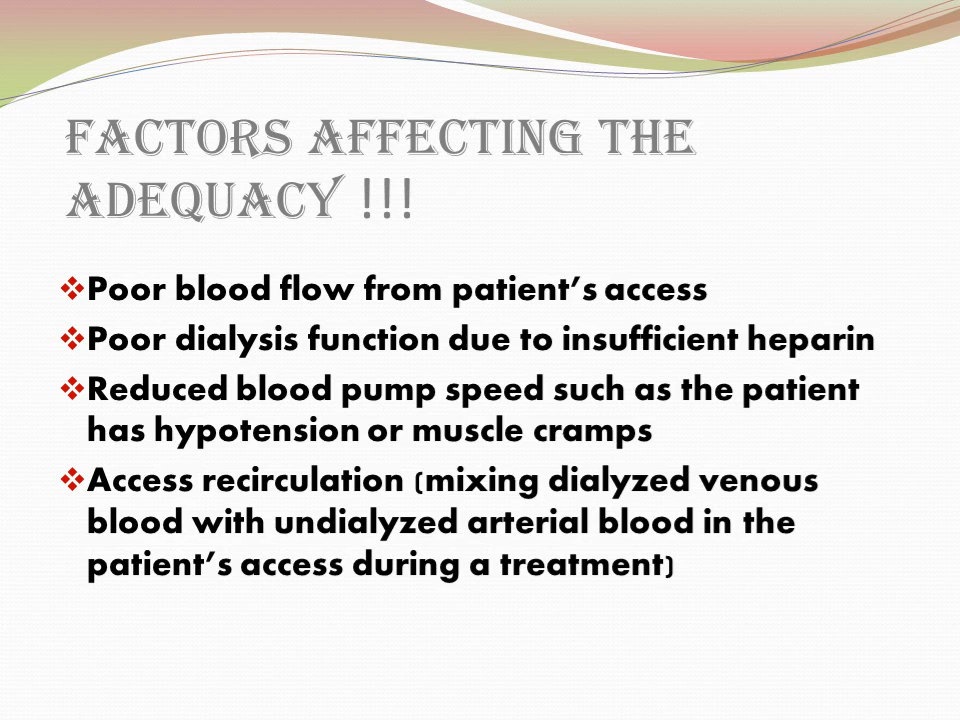 FACTORS AFFECTING THE
ADEQUACY !!!
❖Poor blood flow from patient's access
❖Poor dialysis function due to insufficient heparin
❖Reduced blood pump speed such as the patient
has hypotension or muscle cramps
❖Access recirculation (mixing dialyzed venous
blood with undialyzed arterial blood in the
patient's access during a treatment)